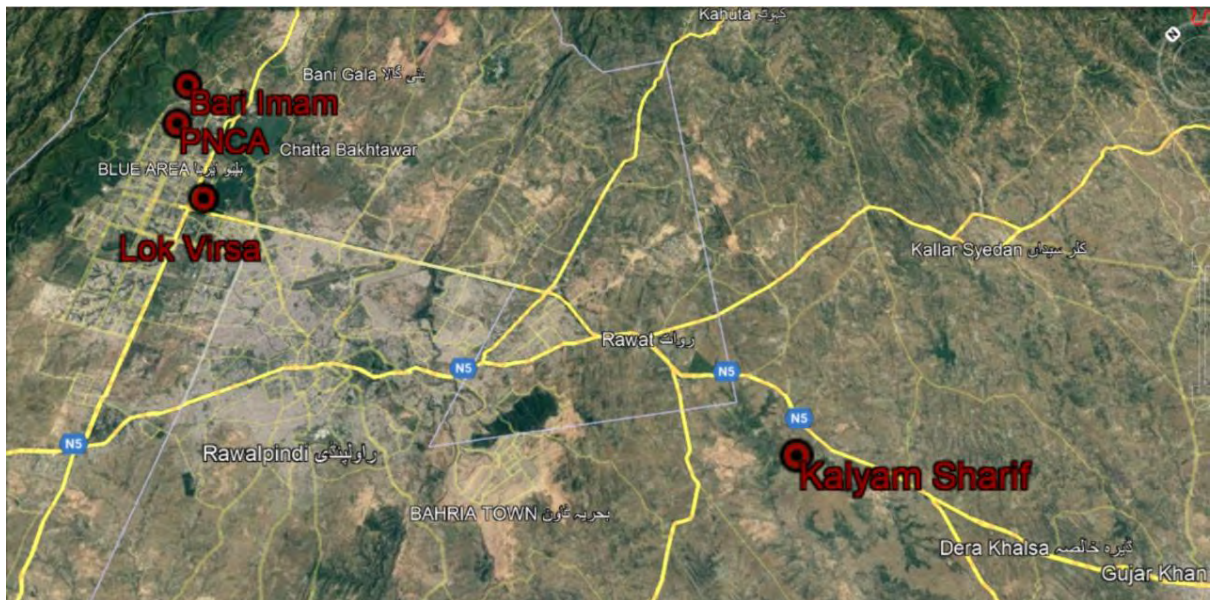 Kahuta کہوٹہ
N
Bani Gala بنی گالا
Bari Imam
PNCA
Chatta Bakhtawar
BLUE AREA بلیو ایریا
Lok Virsa
Kallar Syedan کلر سیداں
Rawat روات
N5
N5
N5
N5
Rawalpindi راولپنڈی
Kalyam Sharif
BAHRIA TOWN بحریہ ٹاون
Dera Khalsa ڈیرہ خالصہ
Gujar Khan